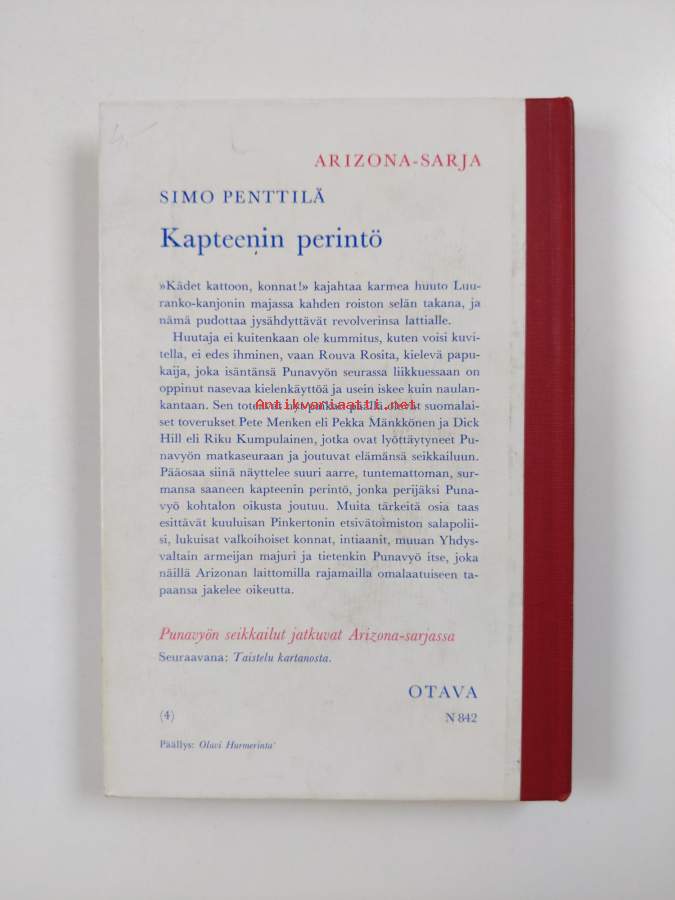 ARIZONA-SARJA
SIMO PENTTILÄ
Kapteenin perintö
»Kädet kattoon, konnat!» kajahtaa karmea huuto Luu-
ranko-kanjonin majassa kahden roiston selän takana, ja
nämä pudottaa jysähdyttävät revolverinsa lattialle.
Huutaja ei kuitenkaan ole kummitus, kuten voisi kuvi-
tella, ei edes ihminen, vaan Rouva Rosita, kielevä papu-
kaija, joka isäntänsä Punavyön seurassa liikkuessaan on
oppinut nasevaa kielenkäyttöä ja usein iskee kuin naulan-
kantaan. Sen suomalai-
Antikvariaatti.net
set toverukset Pete Menken eli Pekka Mänkkönen ja Dick
Hill eli Riku Kumpulainen, jotka ovat lyöttäytyneet Pu-
navyön matkaseuraan ja joutuvat elämänsä seikkailuun.
Pääosaa siinä näyttelee suuri aarre, tuntemattoman, sur-
mansa saaneen kapteenin perintö, jonka perijäksi Puna-
vyö kohtalon oikusta joutuu. Muita tärkeitä osia taas
esittävät kuuluisan Pinkertonin etsivätoimiston salapolii-
si, lukuisat valkoihoiset konnat, intiaanit, muuan Yhdys-
valtain armeijan majuri ja tietenkin Punavyö itse, joka
näillä Arizonan laittomilla rajamailla omalaatuiseen ta-
paansa jakelee oikeutta.
Punavyön seikkailut jatkuvat Arizona-sarjassa
Seuraavana: Taistelu kartanosta.
OTAVA
(4) N 842
Päällys: Olavi Hurmerinta